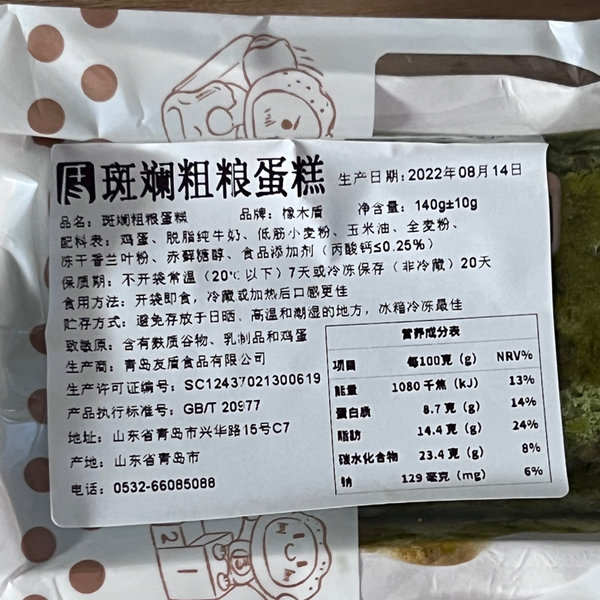 盾 斑斓粗粮蛋糕 生产日期:2022年08月14日
品名: 斑斓粗粮蛋糕 品牌: 橡木盾 净含量: 140g±10g
配料表: 鸡蛋、脱脂纯牛奶、低筋小麦粉、玉米油、全麦粉、
冻干香兰叶粉、赤藓糖醇、食品添加剂 (丙酸钙≤0.25%)
保质期: 不开袋常温 (20℃以下) 7天或冷冻保存 (非冷藏) 20天
食用方法: 开袋即食, 冷藏或加热后口感更佳
贮存方式: 避免存放于日晒、高温和潮湿的地方, 冰箱冷冻最佳
致敏原: 含有麸质谷物、乳制品和鸡蛋
生产商: 青岛友盾食品有限公司
生产许可证编号: SC12437021300619
产品执行标准号: GB/T 20977
地址: 山东省青岛市兴华路15号C7
产地: 山东省青岛市
电话: 0532-66085088
营养成分表
项目 每100克 (g) NRV%
能量 1080 千焦 (kJ) 13%
蛋白质 8.7 克 (g) 14%
脂肪 14.4 克 (g) 24%
碳水化合物 23.4 克 (g) 8%
钠 129 毫克 (mg) 6%
2
1
3